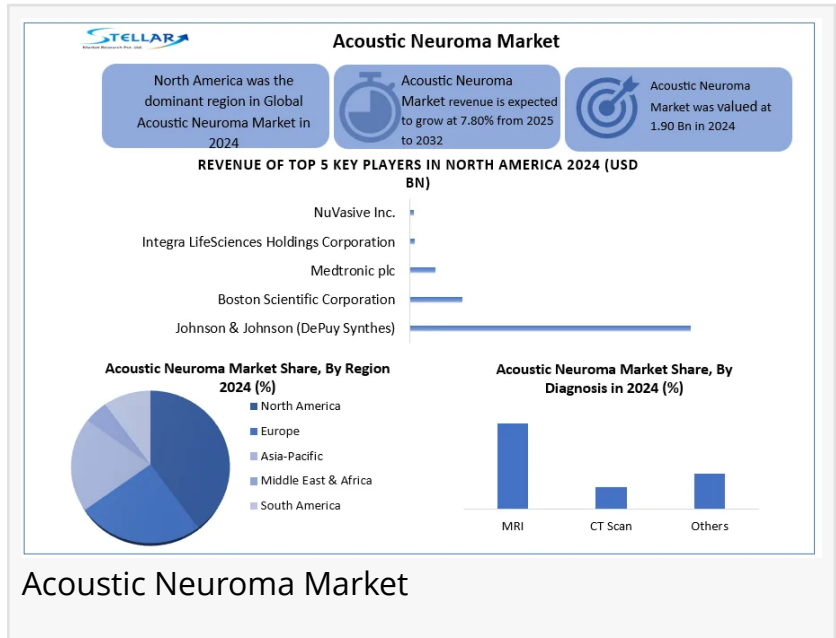 STELLAR
Market Research Pvt. Ltd.
Acoustic Neuroma Market
North America was the
dominant region in Global
Acoustic Neuroma Market in
2024
Acoustic Neuroma
Market revenue is expected
to grow at 7.80% from 2025
to 2032
Acoustic Neuroma
Market was valued at
1.90 Bn in 2024
REVENUE OF TOP 5 KEY PLAYERS IN NORTH AMERICA 2024 (USD
BN)
NuVasive Inc.
Integra LifeSciences Holdings Corporation
Medtronic plc
Boston Scientific Corporation
Johnson & Johnson (DePuy Synthes)
Acoustic Neuroma Market Share, By Region
2024 (%)
North America
Europe
Asia-Pacific
Middle East & Africa
South America
Acoustic Neuroma Market Share, By
Diagnosis in 2024 (%)
MRI
CT Scan
Others
Acoustic Neuroma Market